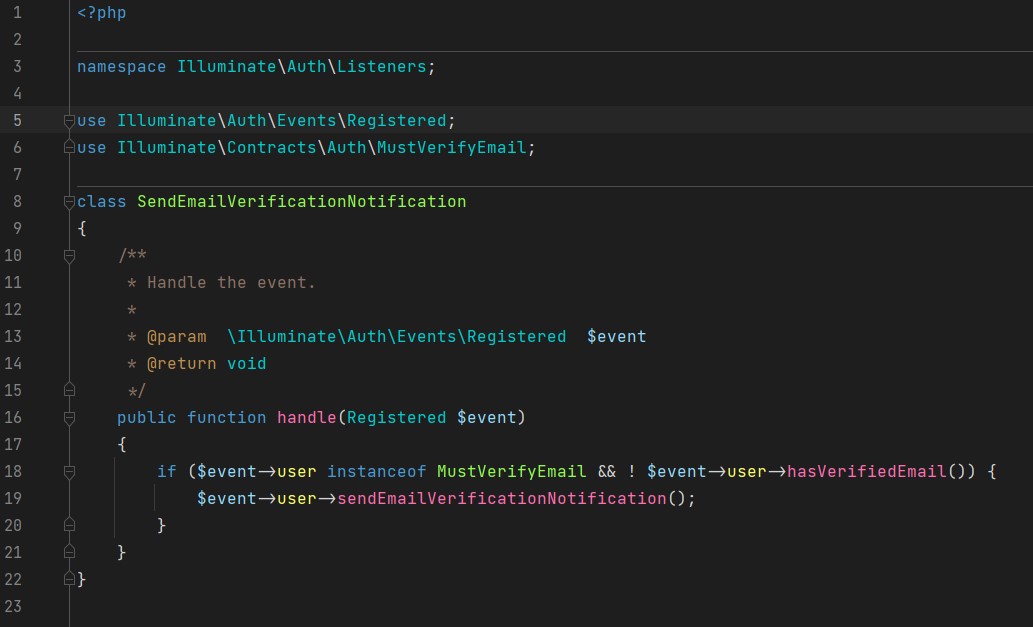 1 <?php
2
3 namespace Illuminate\Auth\Listeners;
4
5 use Illuminate\Auth\Events\Registered;
6 use Illuminate\Contracts\Auth\MustVerifyEmail;
7
8 class SendEmailVerificationNotification
9 {
10     /**
11      * Handle the event.
12      *
13      * @param  \Illuminate\Auth\Events\Registered  $event
14      * @return void
15      */
16     public function handle(Registered $event)
17     {
18         if ($event->user instanceof MustVerifyEmail && ! $event->user->hasVerifiedEmail()) {
19             $event->user->sendEmailVerificationNotification();
20         }
21     }
22 }
23